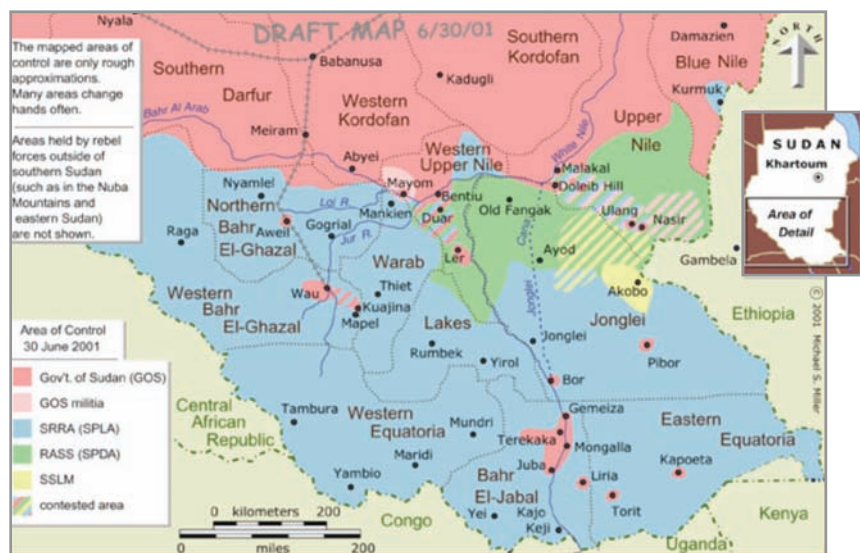 DRAFT MAP 6/30/01
Nyala
The mapped areas of
control are only rough
approximations.
Many areas change
hands often.
Areas held by rebel
forces outside of
southern Sudan
(such as in the Nuba
Mountains and
eastern Sudan)
are not shown.
Babanusa
Southern
Kordofan
Kadugli
Damazien
Blue Nile
Kurmuk
NORTH
Southern
Darfur
Western
Kordofan
Bahr Al Arab
Meiram
Abyei
Western
Upper Nile
White Nile
Upper
Nile
SUDAN
Khartoum
Area of
Detail
Nyamlel
Northern
Bahr
El-Ghazal
Aweil
Lol R.
Gogrial
Jur R.
Mayom
Mankien
Bentiu
Duar
Old Fangak
Malakal
Doleib Hill
Ulang
Nasir
Raga
Ler
Canal
Ayod
Gambela
Western
Bahr
El-Ghazal
Wau
Warab
Thiet
Kuajina
Mapel
Akobo
Jonglei
Ethiopia
Lakes
Rumbek
Yirol
Jonglei
Jonglei
Pibor
Bor
© 2001 Michael S. Miller
Area of Control
30 June 2001
Gov't. of Sudan (GOS)
GOS militia
SRRA (SPLA)
RASS (SPDA)
SSLM
contested area
Central
African
Republic
Tambura
Western
Equatoria
Mundri
Maridi
Yambio
Gemeiza
Terekaka
Mongalla
Juba
Bahr
El-Jabal
Yei
Kajo
Keji
Eastern
Equatoria
Liria
Torit
Kapoeta
0 kilometers 200
0 miles 200
Congo
Uganda
Kenya